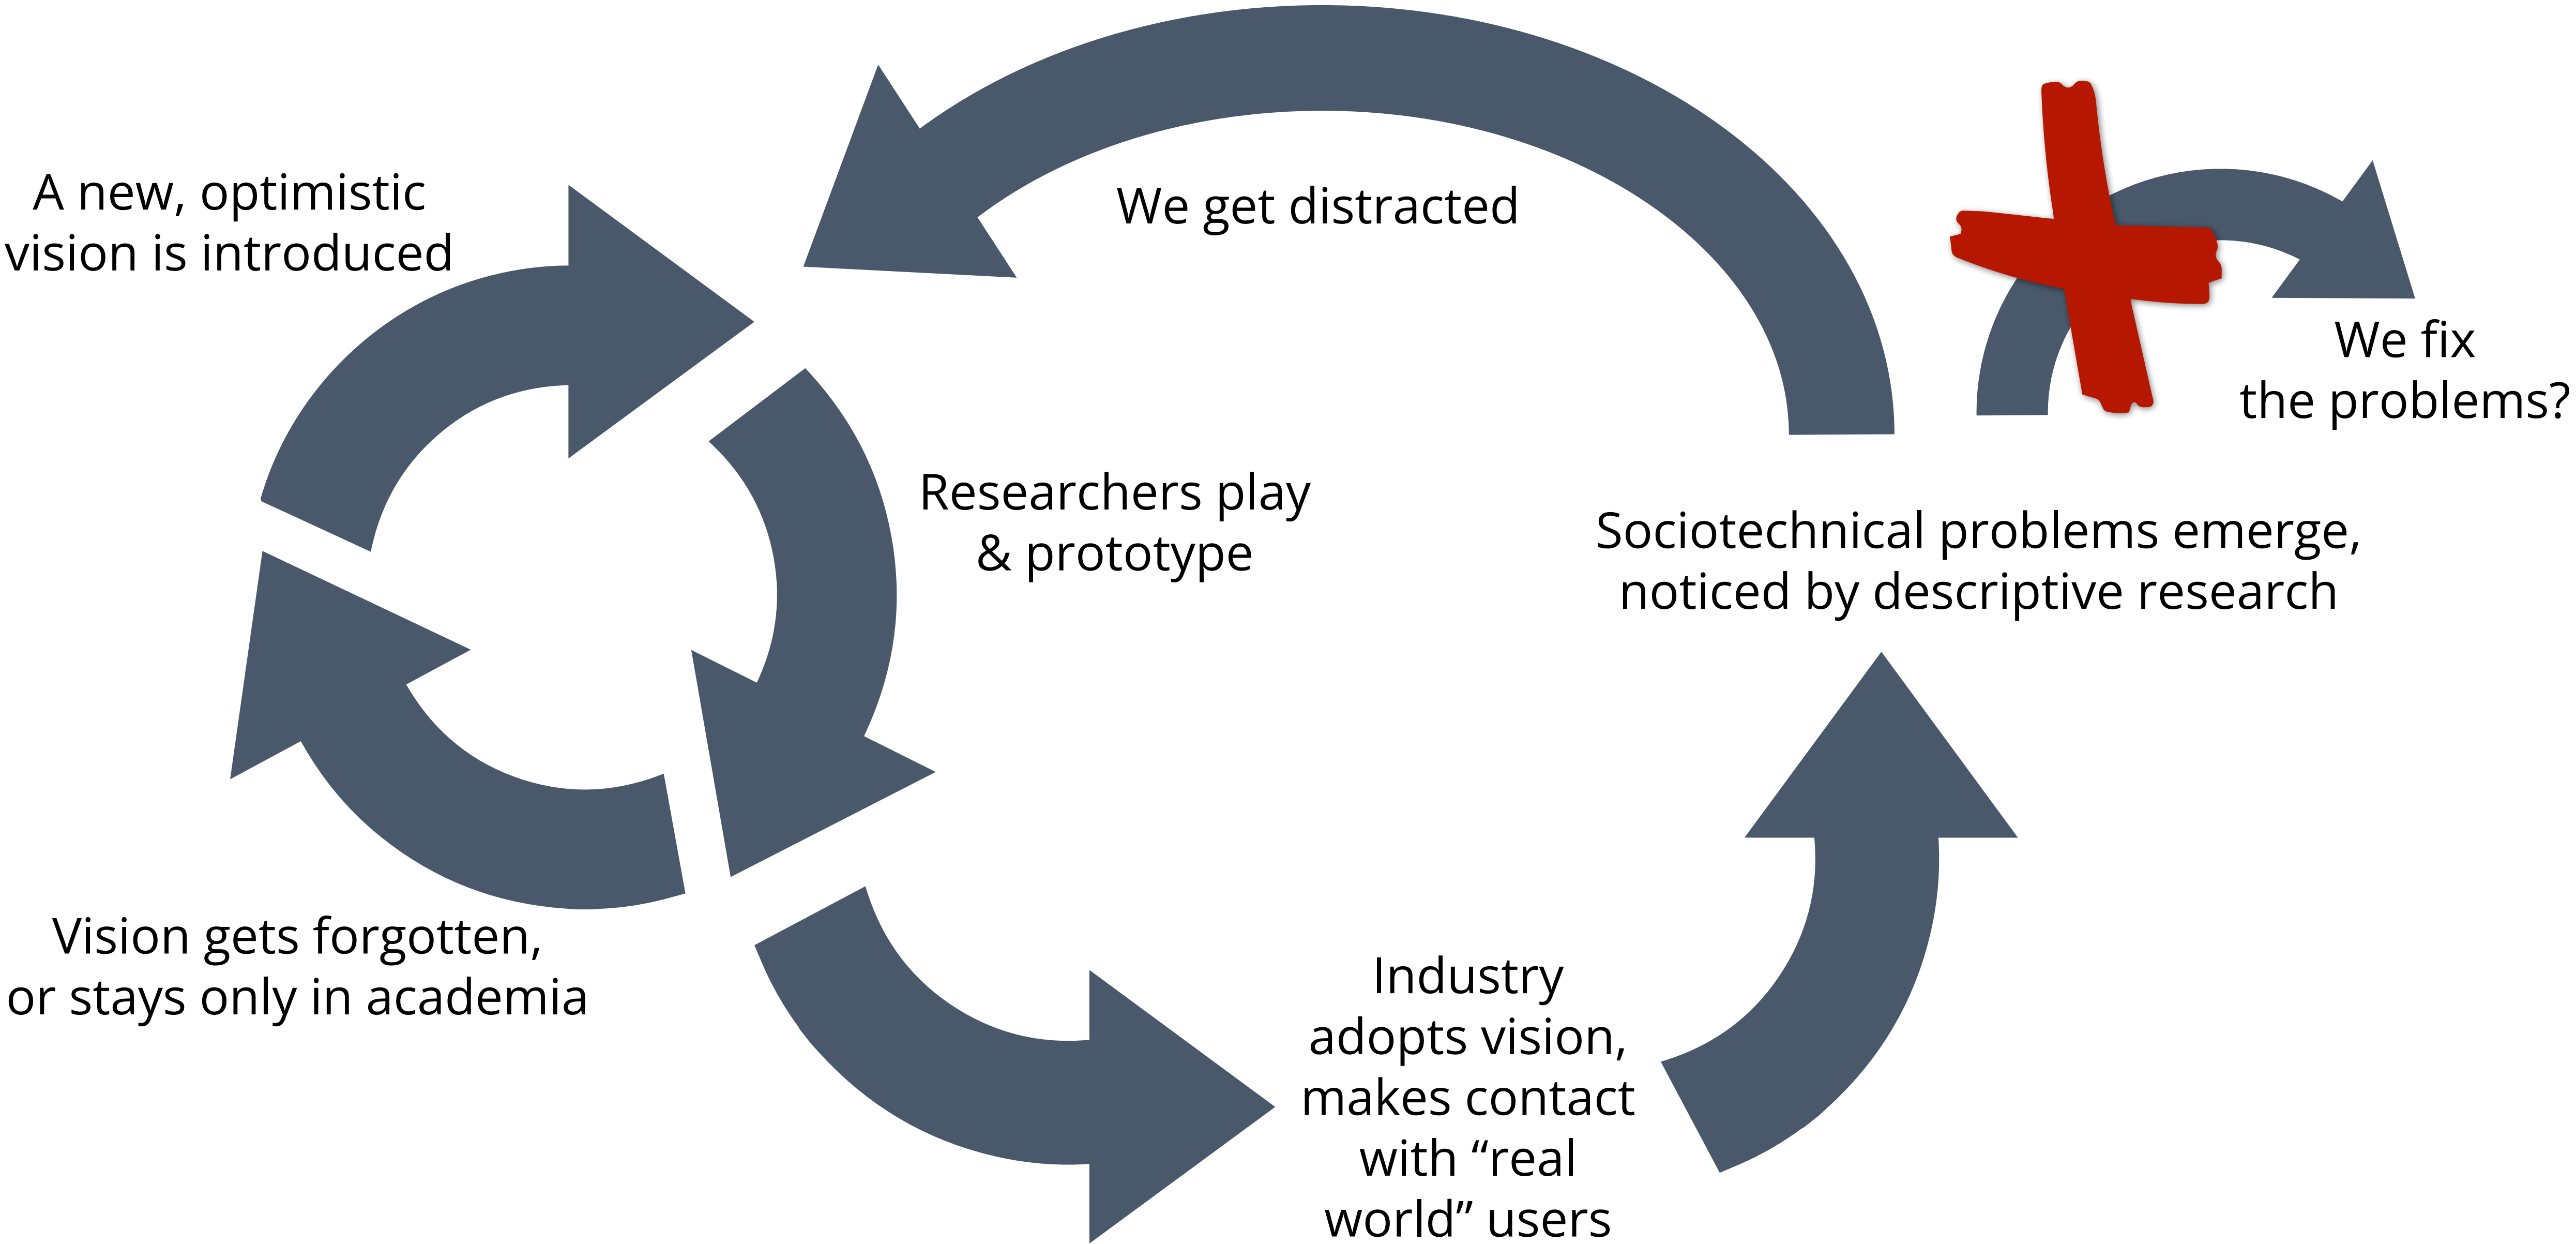 A new, optimistic
vision is introduced
We get distracted
Researchers play
& prototype
Vision gets forgotten,
or stays only in academia
Industry
adopts vision,
makes contact
with “real
world” users
Sociotechnical problems emerge,
noticed by descriptive research
We fix
the problems?